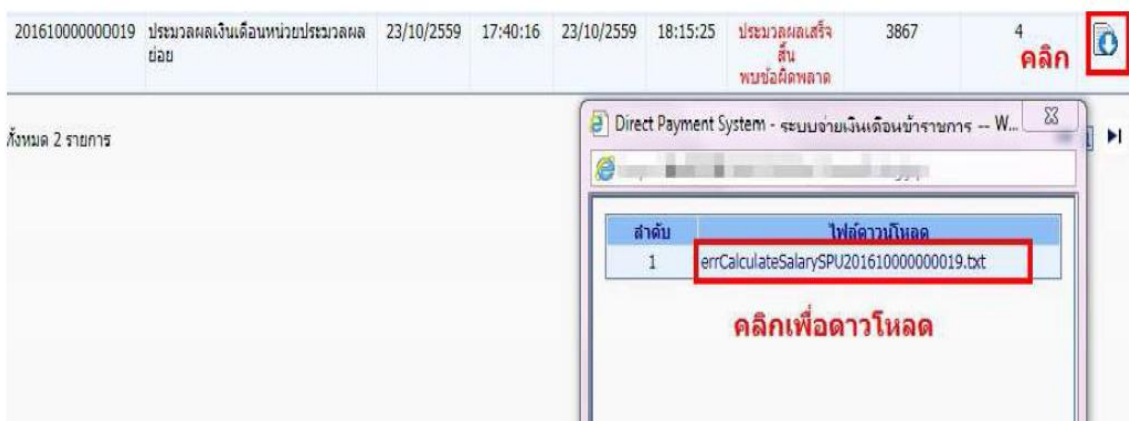 201610000000019 ประมวลผลเงินเดือนหน่วยประมวลผล 23/10/2559 17:40:16 23/10/2559 18:15:25 ประมวลผลเสร็จ 3867 4
ย่อย สิ้น คลิก
พบข้อผิดพลาด
ทั้งหมด 2 รายการ
Direct Payment System - ระบบจ่ายเงินเดือนข้าราชการ -- W...
ลำดับ ไฟล์ดาวน์โหลด
1 errCalculateSalarySPU201610000000019.txt
คลิกเพื่อดาวโหลด